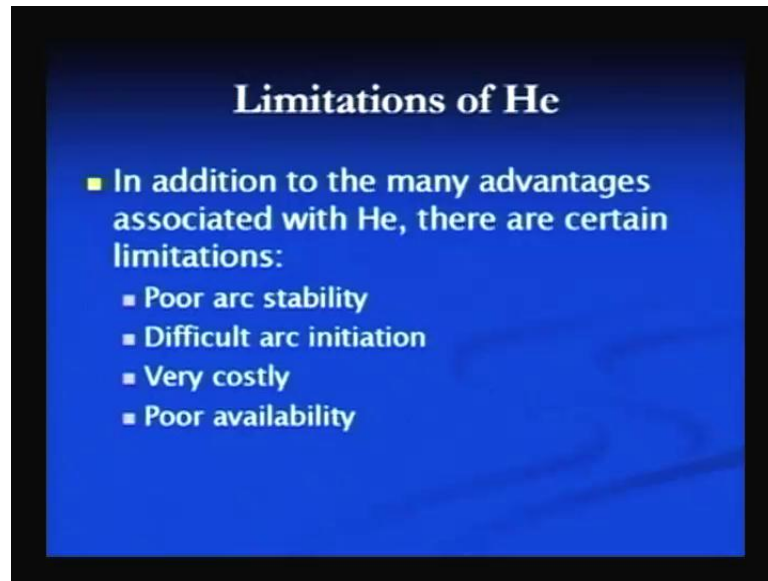 Limitations of He
In addition to the many advantages
associated with He, there are certain
limitations:
Poor arc stability
Difficult arc initiation
Very costly
Poor availability